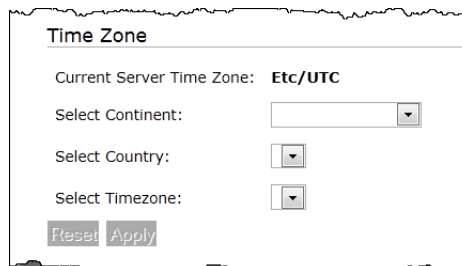 Time Zone
Current Server Time Zone: Etc/UTC
Select Continent:
Select Country:
Select Timezone:
Reset Apply